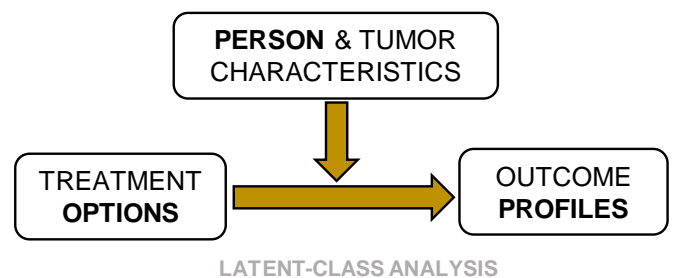 PERSON & TUMOR
CHARACTERISTICS
TREATMENT
OPTIONS
OUTCOME
PROFILES
LATENT-CLASS ANALYSIS